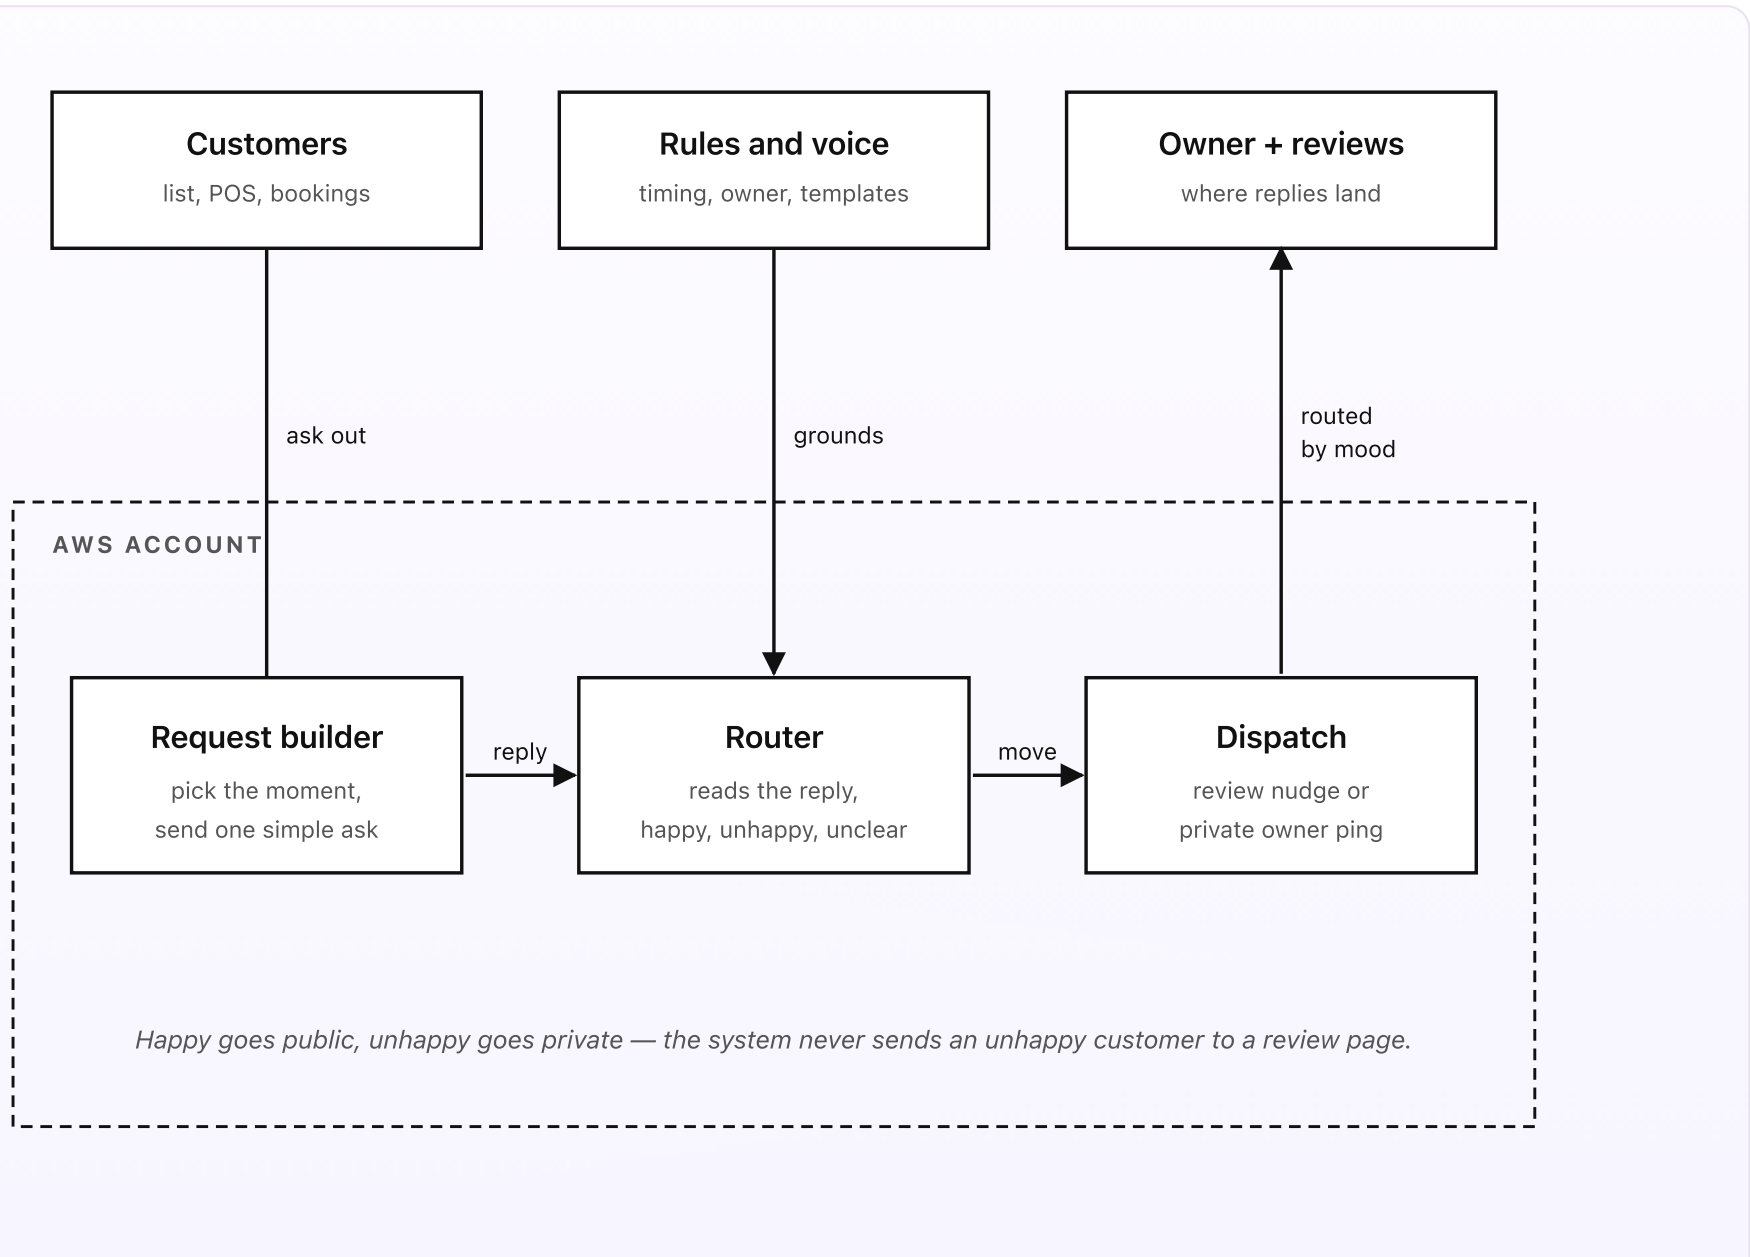 Customers
list, POS, bookings
Rules and voice
timing, owner, templates
Owner + reviews
where replies land
ask out
grounds
routed
by mood
AWS ACCOUNT
Request builder
pick the moment,
send one simple ask
reply
Router
reads the reply,
happy, unhappy, unclear
move
Dispatch
review nudge or
private owner ping
Happy goes public, unhappy goes private — the system never sends an unhappy customer to a review page.